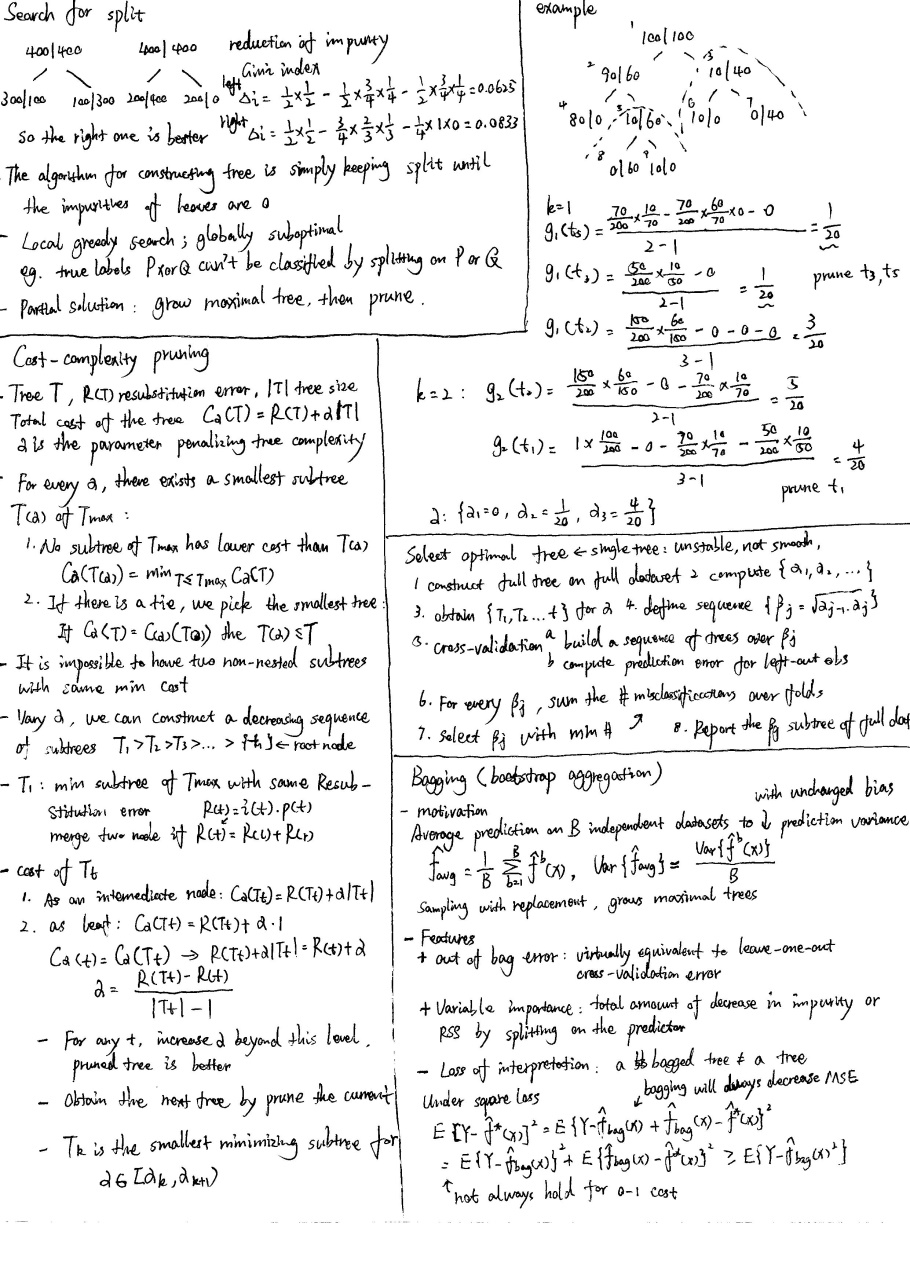 Search for split
400|400 400|400 reduction of impurity
Gini index
300|100 100|300 200|400 200|0 left Δi = 1/2 × 1/2 - 1/2 × 3/4 × 1/4 - 1/2 × 3/4 × 1/4 = 0.0625
so the right one is better right Δi = 1/2 × 1/2 - 3/4 × 2/3 × 1/3 - 1/4 × 1 × 0 = 0.0833
- The algorithm for constructing tree is simply keeping split until
the impurities of leaves are 0
- Local greedy search; globally suboptimal
eg. true labels P xor Q can't be classified by splitting on P or Q
- Partial solution: grow maximal tree, then prune.
example
1 100|100
2 90|60 3 10|40
4 80|0 5 10|60 6 10|0 7 0|40
8 0|60 9 10|0
k=1
g₁(t₅) = (70/200 × 10/70 - 70/200 × 60/70 × 0 - 0) / (2-1) = 1/20
g₁(t₃) = (50/200 × 10/50 - 0) / (2-1) = 1/20 prune t3, t5
g₁(t₂) = (150/200 × 60/150 - 0 - 0 - 0) / (3-1) = 3/20
k=2: g₂(t₂) = (150/200 × 60/150 - 0 - 70/200 × 10/70) / (2-1) = 5/20
g₂(t₁) = (1 × 100/200 - 0 - 70/200 × 10/70 - 50/200 × 10/50) / (3-1) = 4/20
prune t₁
α: {α₁=0, α₂=1/20, α₃=4/20}
Cost-complexity pruning
- Tree T, R(T) resubstitution error, |T| tree size
Total cost of the tree Cα(T) = R(T) + α|T|
α is the parameter penalizing tree complexity
- For every α, there exists a smallest subtree
T(α) of Tmax:
1. No subtree of Tmax has lower cost than T(α)
Cα(T(α)) = min T≤Tmax Cα(T)
2. If there is a tie, we pick the smallest tree:
If Cα(T) = C(α)(T(α)) the T(α) ≤ T
- It is impossible to have two non-nested subtrees
with same min cost
- Vary α, we can construct a decreasing sequence
of subtrees T₁ > T₂ > T₃ > ... > {t₁} ← root node
- T₁: min subtree of Tmax with same Resub-
stitution error R(t) = i(t)·p(t)
merge two node if R(t) = R(l) + R(r)
- cost of Tt
1. As an intemediate node: Cα(Tt) = R(Tt) + α|Tt|
2. as leaf: Cα(Tt) = R(Tt) + α·1
Cα(t) = Cα(Tt) → R(Tt) + α|Tt| = R(t) + α
α = (R(Tt) - R(t)) / (|Tt| - 1)
- For any t, increase α beyond this level,
pruned tree is better
- Obtain the next tree by prune the current
- Tk is the smallest minimizing subtree for
α∈[αk, αk+1)
Select optimal tree ← single tree: unstable, not smooth,
1 construct full tree on full dataset 2 compute {α₁, α₂, ...}
3. obtain {T₁, T₂ ... t} for α 4. define sequence {βj = √(αj-1·αj)}
5. cross-validation a build a sequence of trees over βj
b compute prediction error for left-out obs
6. For every βj, sum the # misclassifications over folds
7. Select βj with min # ↗ 8. Report the βj subtree of full dat
Bagging (bootstrap aggregation)
- motivation with unchanged bias
Average prediction on B independent datasets to ↓ prediction variance
f̂avg = 1/B Σ_{b=1}^{B} f̂ᵇ(x), Var{f̂avg} = Var{f̂ᵇ(x)} / B
Sampling with replacement, grows maximal trees
- Features
+ out of bag error: virtually equivalent to leave-one-out
cross-validation error
+ Variable importance: total amount of decrease in impurity or
RSS by splitting on the predictor
- Loss of interpretation: a bagged tree ≠ a tree
Under square loss ↙ bagging will always decrease MSE
E[Y - f̂*(x)]² = E{Y - f̂bag(x) + f̂bag(x) - f̂*(x)}²
= E{Y - f̂bag(x)}² + E{f̂bag(x) - f̂*(x)}² ≥ E{Y - f̂bag(x)²}
↑ not always hold for 0-1 cost